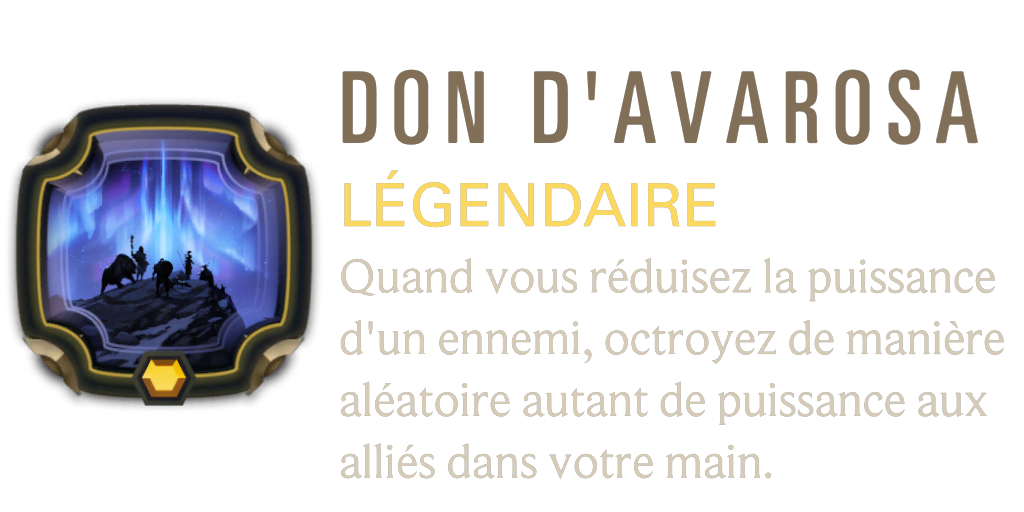 DON D'AVAROSA
LÉGENDAIRE
Quand vous réduisez la puissance
d'un ennemi, octroyez de manière
aléatoire autant de puissance aux
alliés dans votre main.